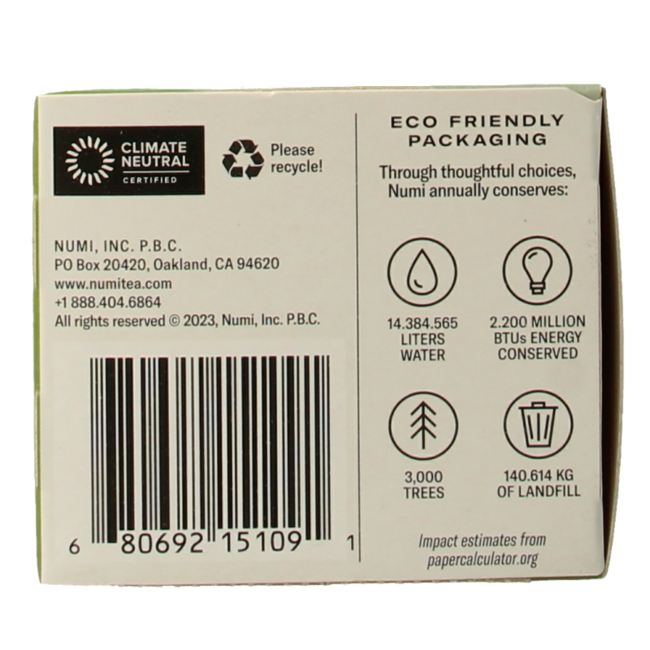 CLIMATE
NEUTRAL
CERTIFIED
Please
recycle!
NUMI, INC. P.B.C.
PO Box 20420, Oakland, CA 94620
www.numitea.com
+1 888.404.6864
All rights reserved © 2023, Numi, Inc. P.B.C.
6 80692 15109 1
ECO FRIENDLY
PACKAGING
Through thoughtful choices,
Numi annually conserves:
14.384.565
LITERS
WATER
2.200 MILLION
BTUs ENERGY
CONSERVED
3,000
TREES
140.614 KG
OF LANDFILL
Impact estimates from
papercalculator.org